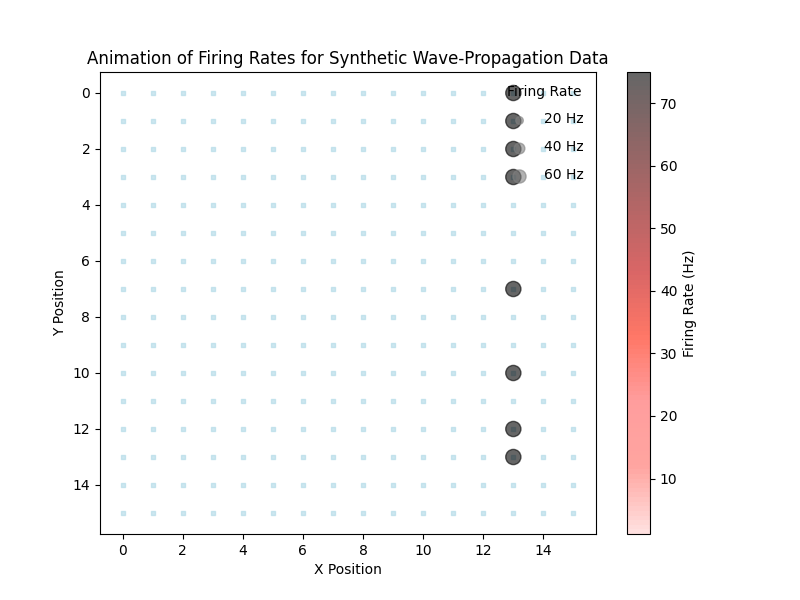 Animation of Firing Rates for Synthetic Wave-Propagation Data
Firing Rate
20 Hz
40 Hz
60 Hz
0
2
4
6
8
10
12
14
Y Position
0 2 4 6 8 10 12 14
X Position
70
60
50
40
30
20
10
Firing Rate (Hz)